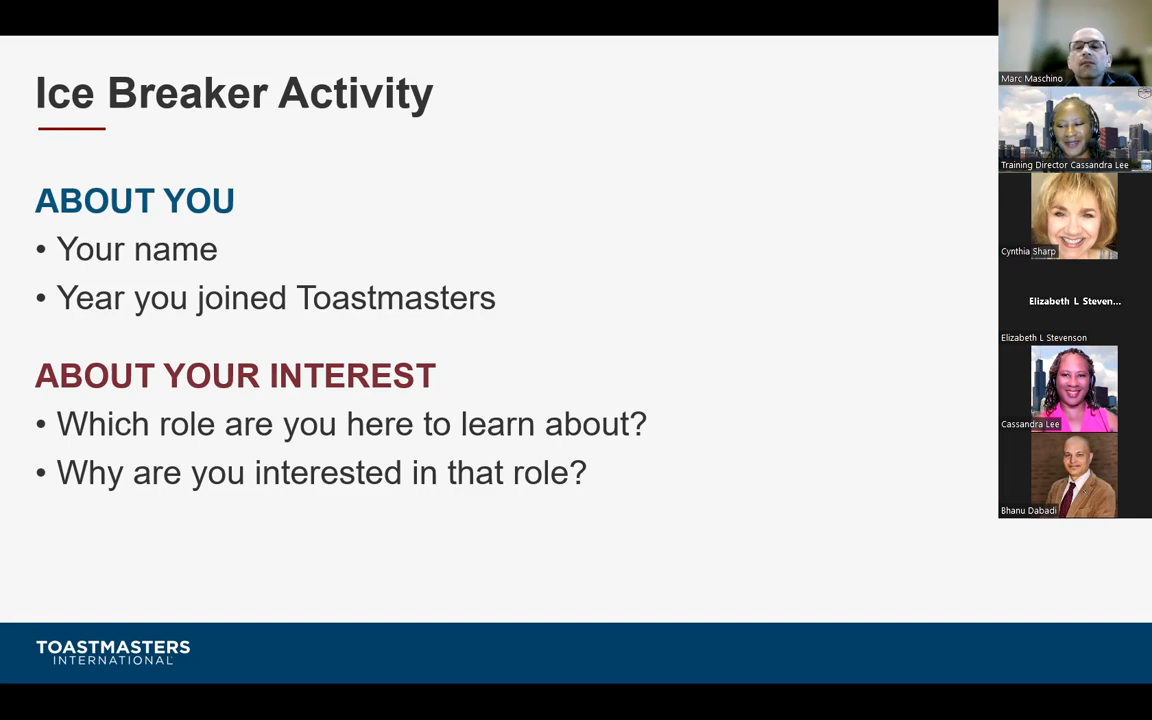 Ice Breaker Activity
ABOUT YOU
• Your name
• Year you joined Toastmasters
ABOUT YOUR INTEREST
• Which role are you here to learn about?
• Why are you interested in that role?
TOASTMASTERS
INTERNATIONAL
Marc Maschino
Training Director Cassandra Lee
Cynthia Sharp
Elizabeth L Steven...
Elizabeth L Stevenson
Cassandra Lee
Bhanu Dabadi